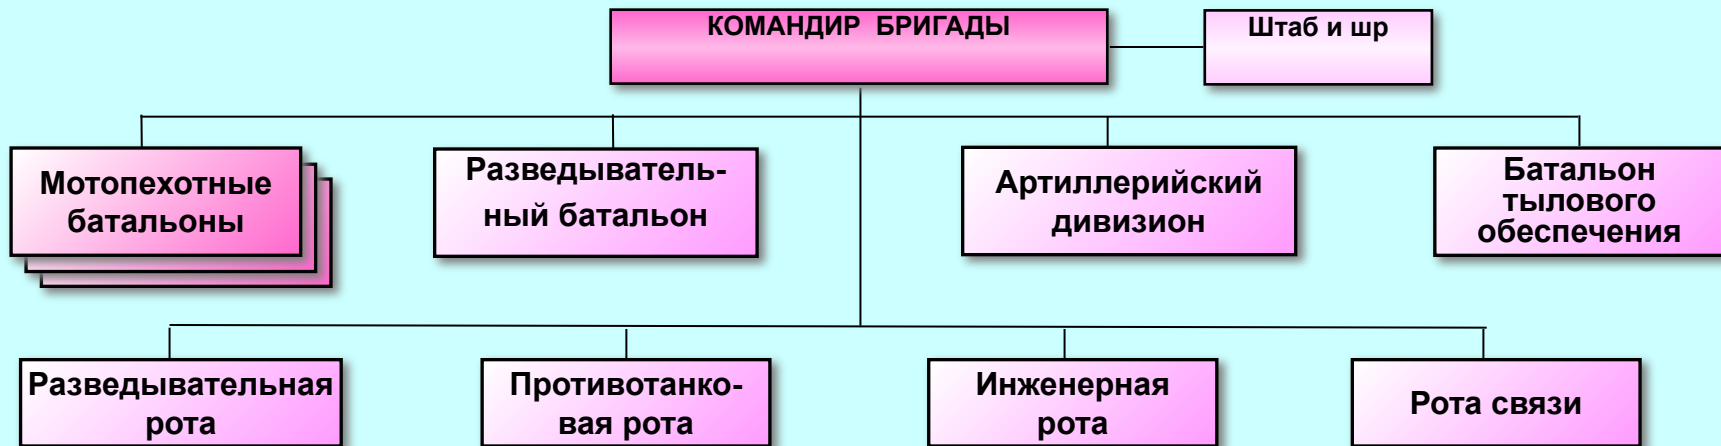 КОМАНДИР БРИГАДЫ
Штаб и шр
Мотопехотные
батальоны
Разведыватель-
ный батальон
Артиллерийский
дивизион
Батальон
тылового
обеспечения
Разведывательная
рота
Противотанко-
вая рота
Инженерная
рота
Рота связи